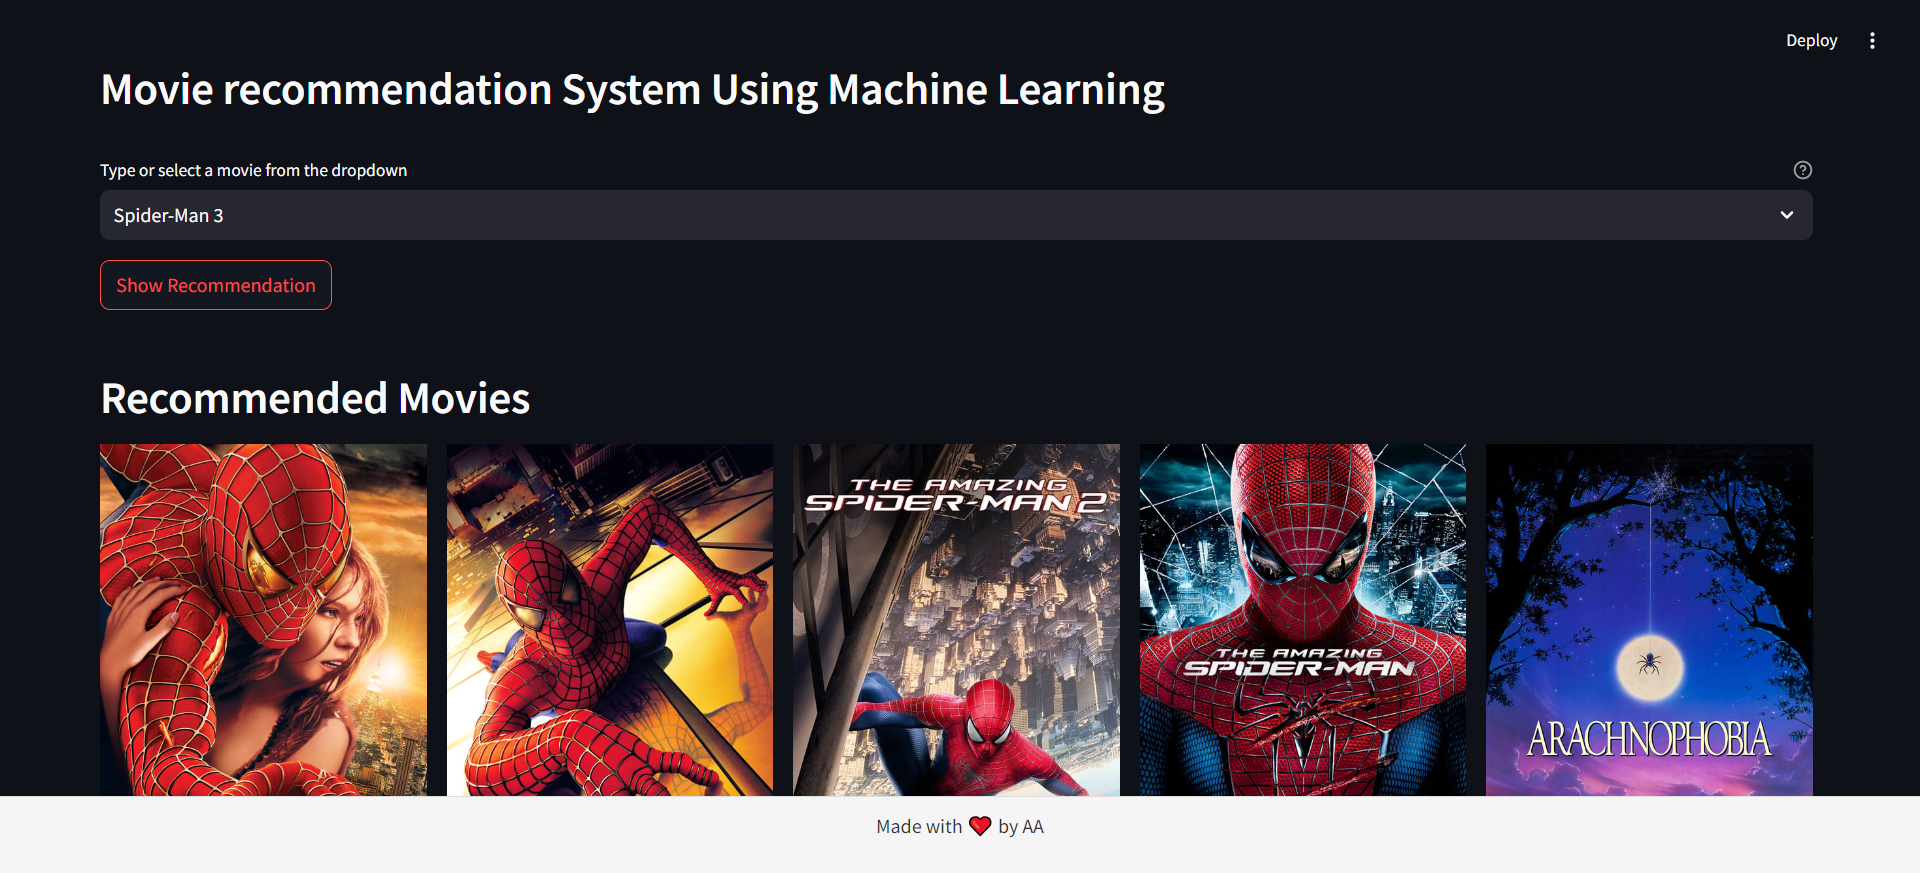 Deploy
Movie recommendation System Using Machine Learning
Type or select a movie from the dropdown
Spider-Man 3
Show Recommendation
Recommended Movies
THE AMAZING
SPIDER-MAN 2
THE AMAZING
SPIDER-MAN
ARACHNOPHOBIA
Made with ❤️ by AA